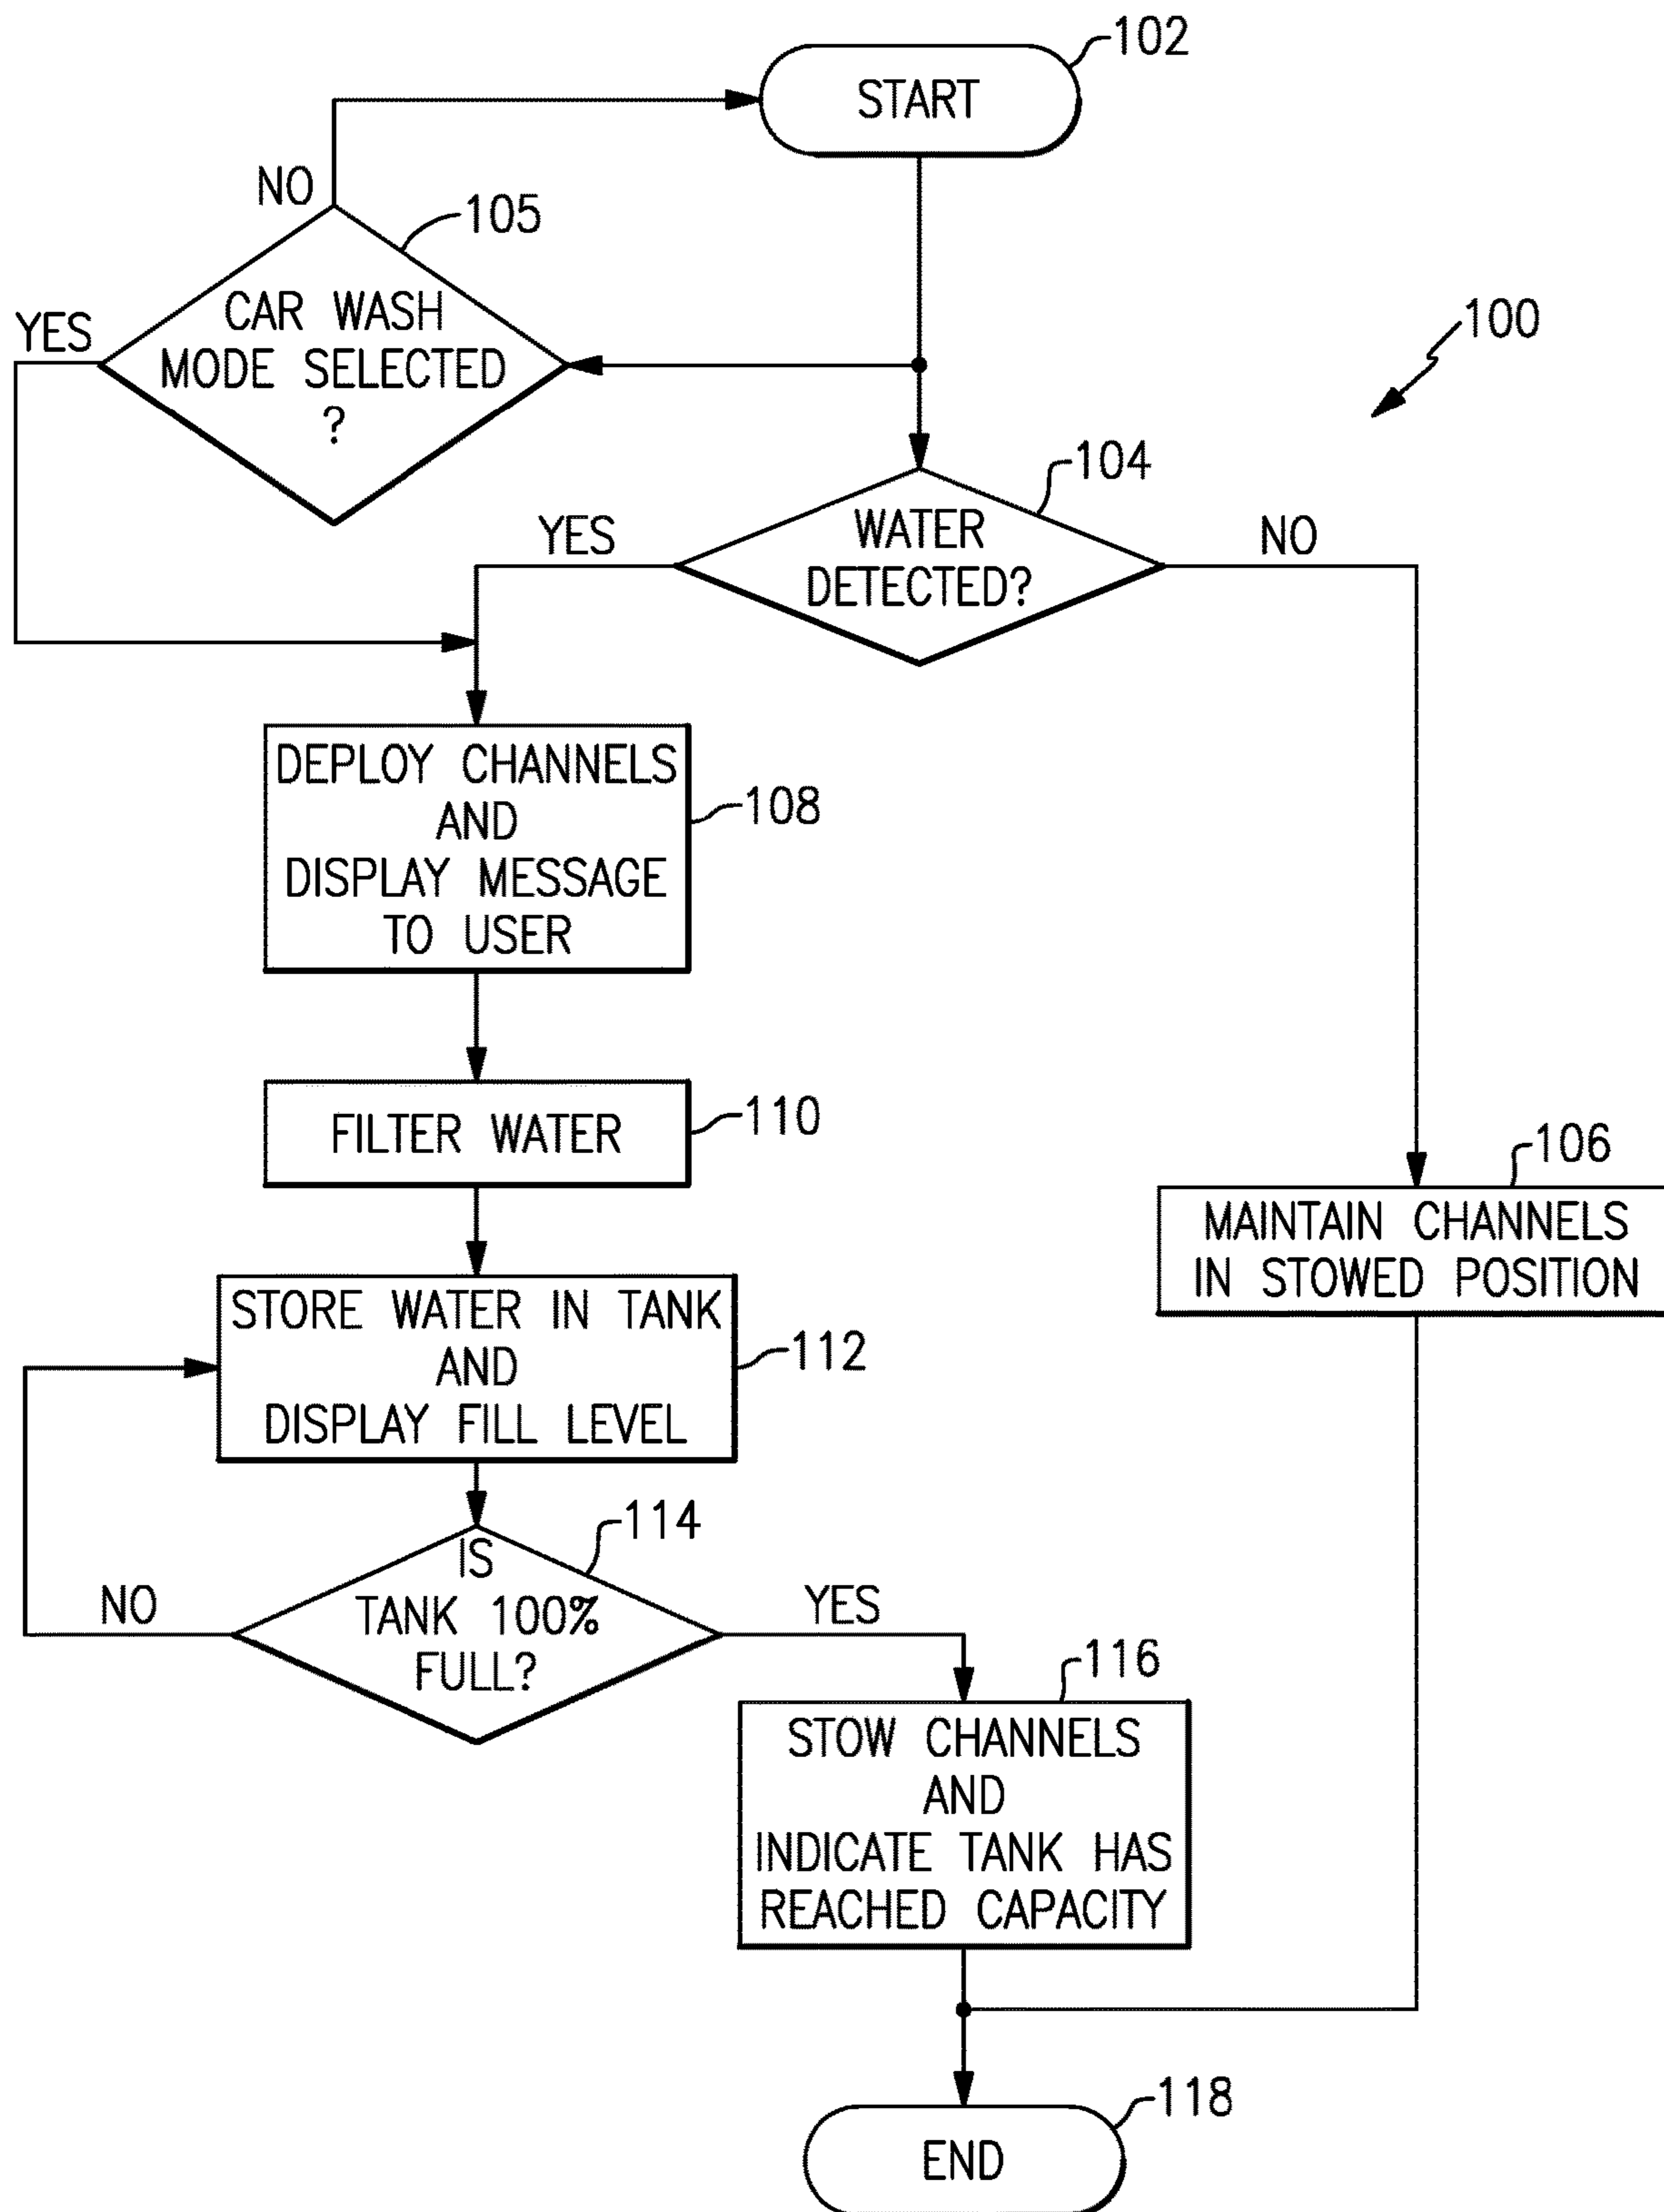 102
START
NO
105
CAR WASH
MODE SELECTED
?
YES
100
104
WATER
DETECTED?
YES
NO
DEPLOY CHANNELS
AND
DISPLAY MESSAGE
TO USER
108
FILTER WATER
110
106
MAINTAIN CHANNELS
IN STOWED POSITION
STORE WATER IN TANK
AND
DISPLAY FILL LEVEL
112
114
IS
TANK 100%
FULL?
NO
YES
116
STOW CHANNELS
AND
INDICATE TANK HAS
REACHED CAPACITY
118
END